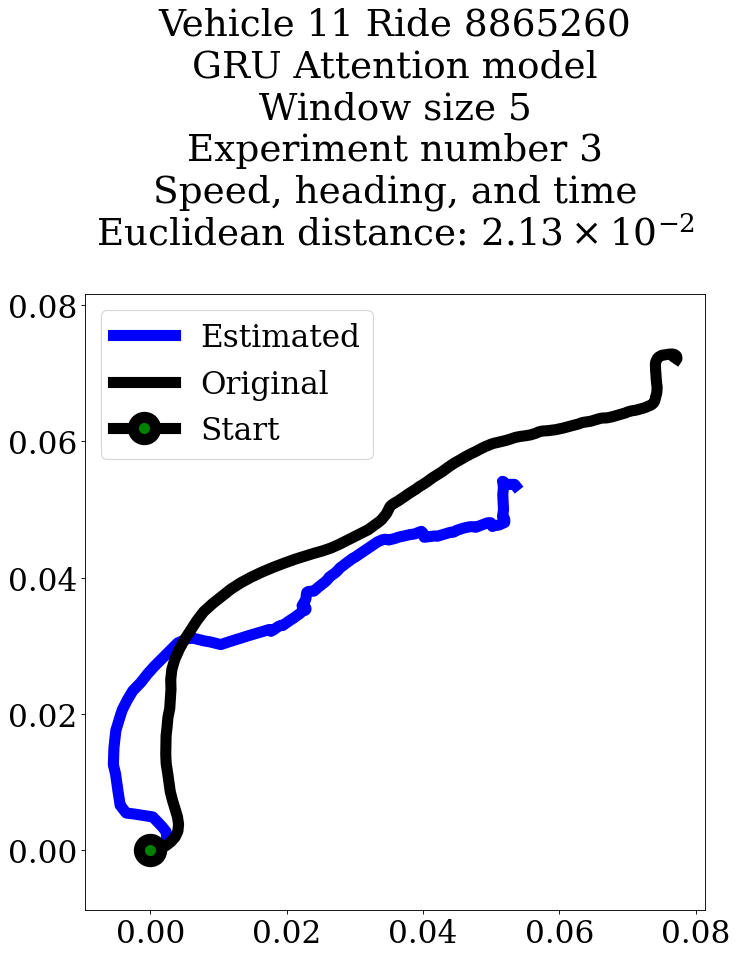 Vehicle 11 Ride 8865260
GRU Attention model
Window size 5
Experiment number 3
Speed, heading, and time
Euclidean distance: 2.13 × 10⁻²
0.08
Estimated
Original
Start
0.06
0.04
0.02
0.00
0.00 0.02 0.04 0.06 0.08